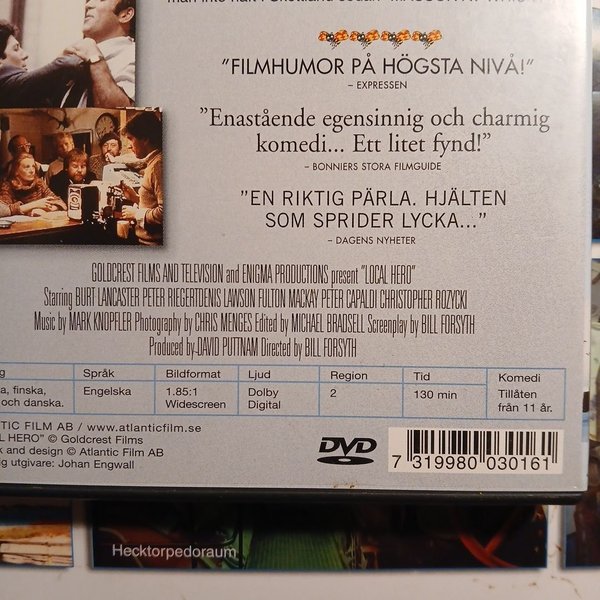 "FILMHUMOR PÅ HÖGSTA NIVÅ!"
– EXPRESSEN
"Enastående egensinnig och charmig
komedi... Ett litet fynd!"
– BONNIERS STORA FILMGUIDE
"EN RIKTIG PÄRLA. HJÄLTEN
SOM SPRIDER LYCKA..."
– DAGENS NYHETER
GOLDCREST FILMS AND TELEVISION and ENIGMA PRODUCTIONS present "LOCAL HERO"
Starring BURT LANCASTER PETER RIEGERTDENIS LAWSON FULTON MACKAY PETER CAPALDI CHRISTOPHER ROZYCKI
Music by MARK KNOPFLER Photography by CHRIS MENGES Edited by MICHAEL BRADSELL Screenplay by BILL FORSYTH
Produced by DAVID PUTTNAM Directed by BILL FORSYTH
Språk Bildformat Ljud Region Tid Komedi
finska, Engelska 1.85:1 Dolby 2 130 min Tillåten
och danska. Widescreen Digital från 11 år.
FILM AB / www.atlanticfilm.se
HERO" © Goldcrest Films
and design © Atlantic Film AB
utgivare: Johan Engwall
DVD
7 319980 030161
Hecktorpedoraum